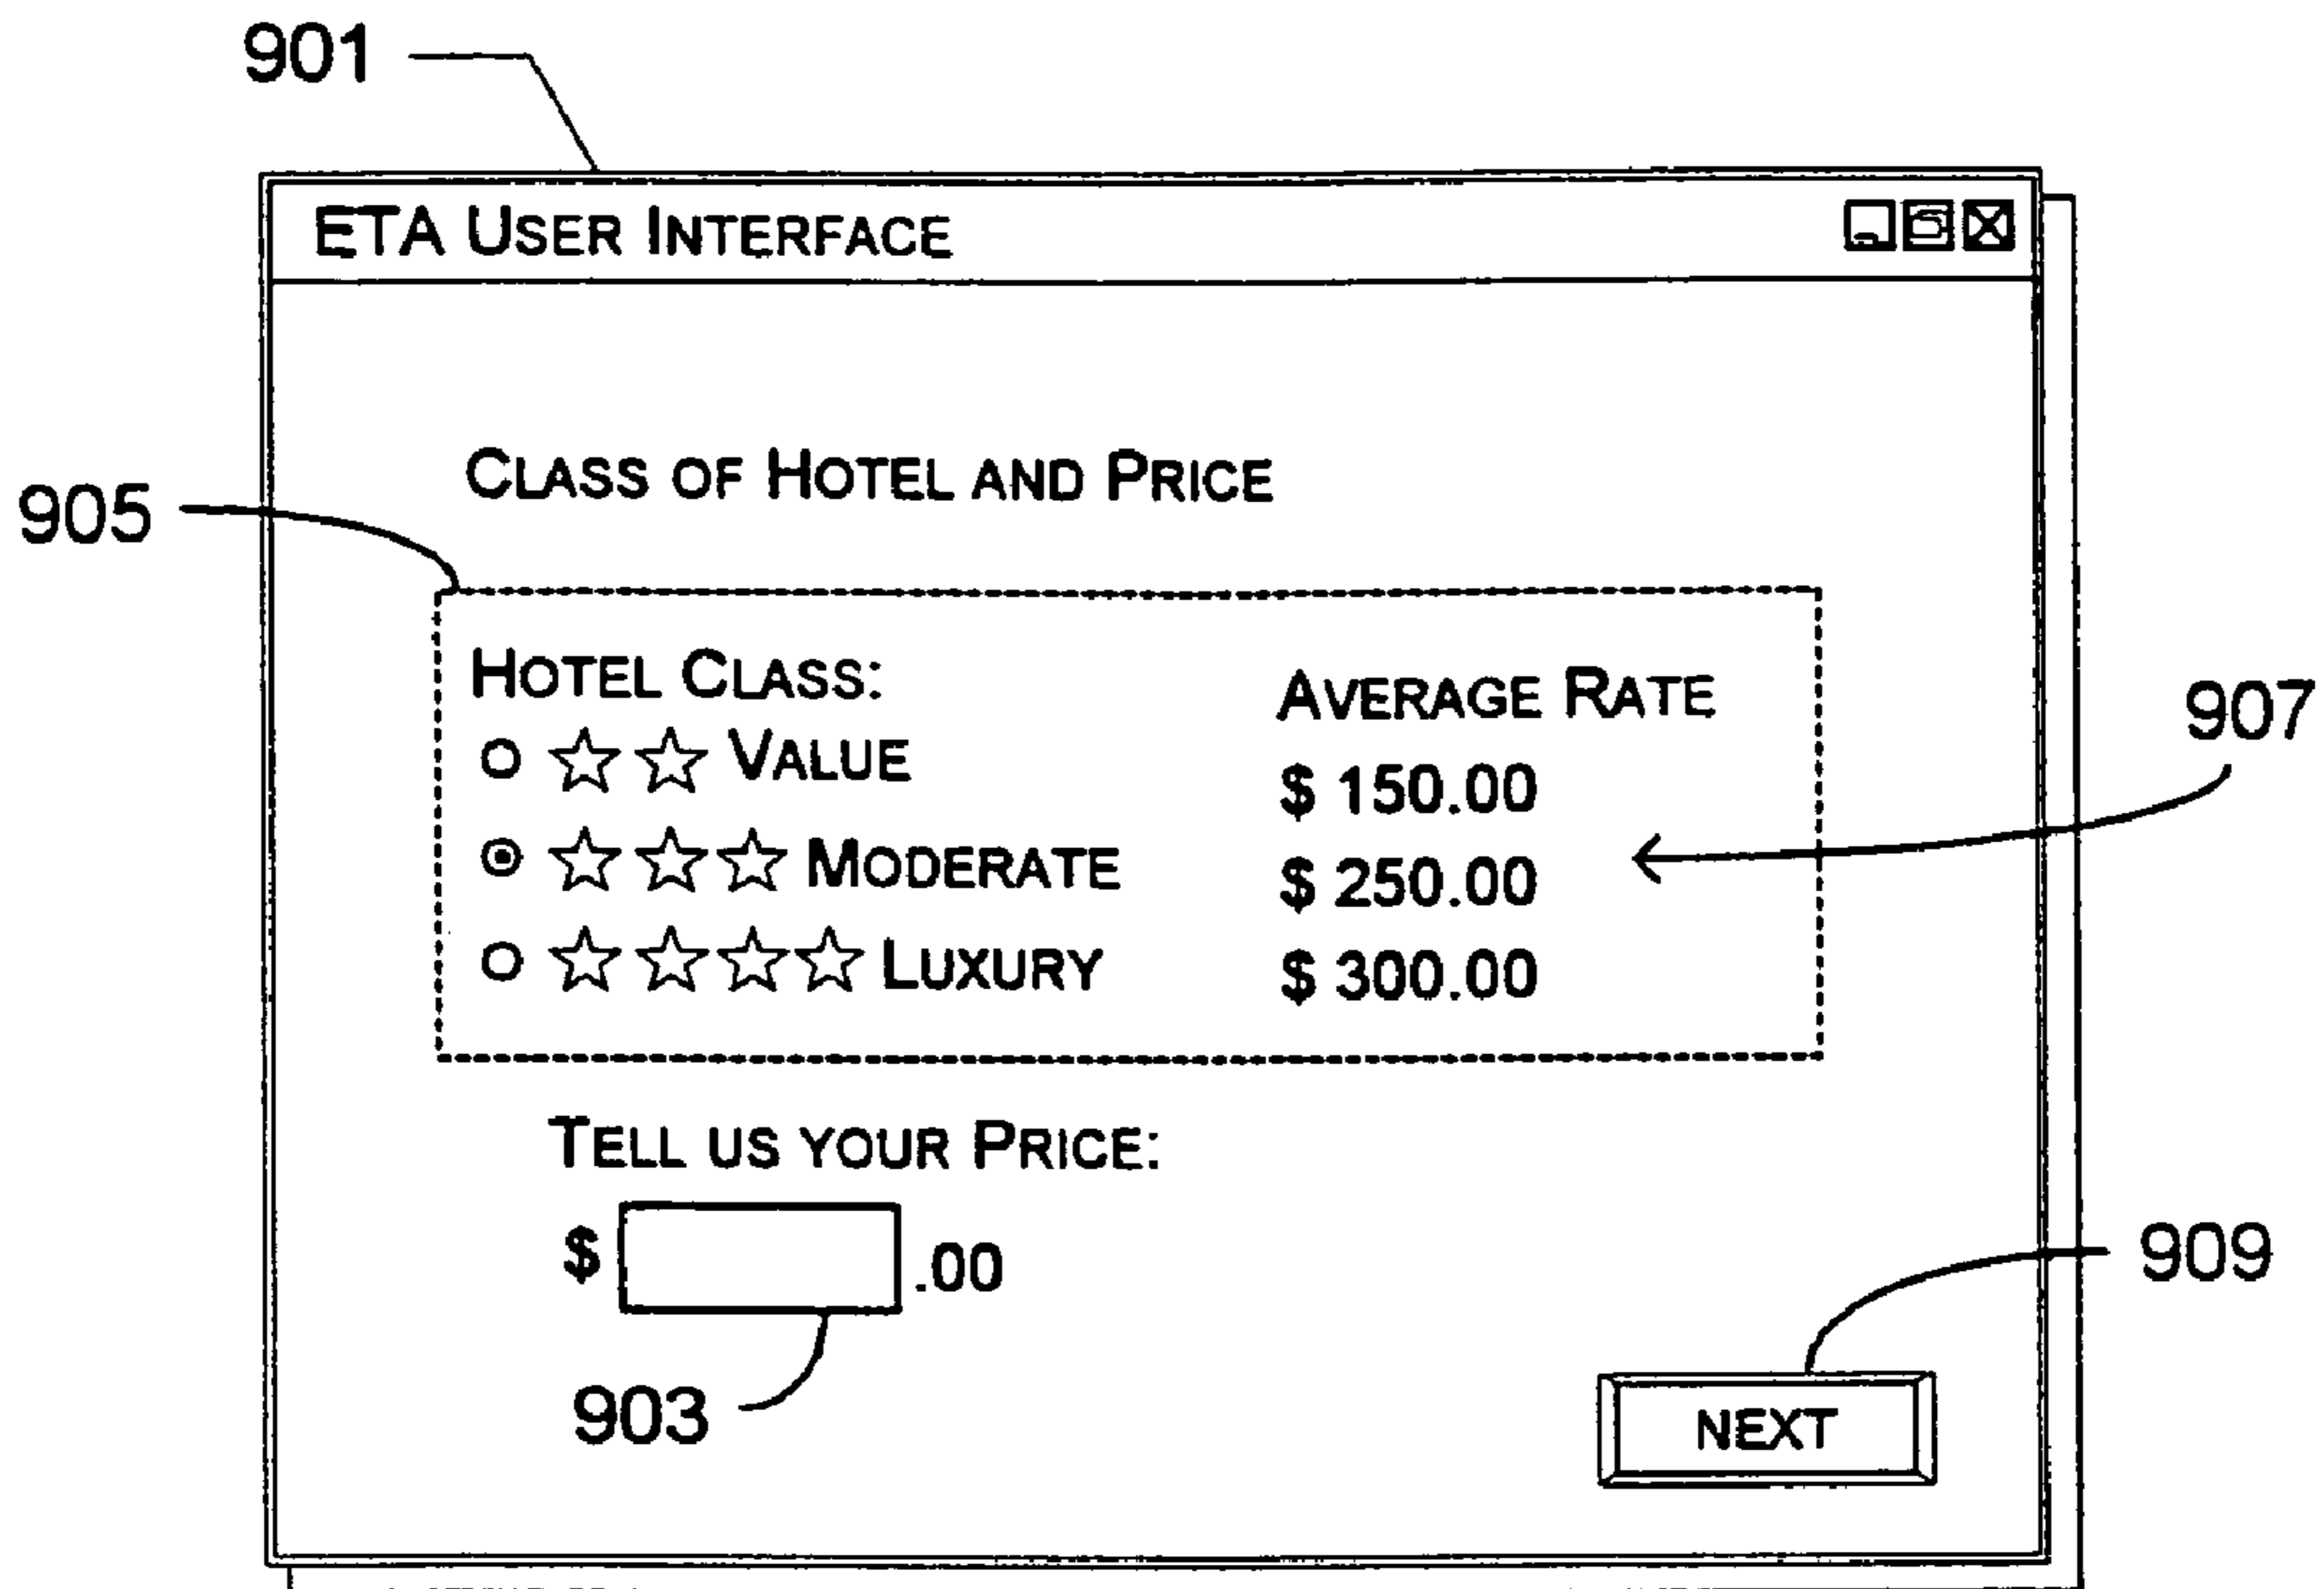 901
ETA USER INTERFACE
CLASS OF HOTEL AND PRICE
905
HOTEL CLASS:
AVERAGE RATE
907
VALUE
$ 150.00
MODERATE
$ 250.00
LUXURY
$ 300.00
TELL US YOUR PRICE:
$ .00
909
903
NEXT